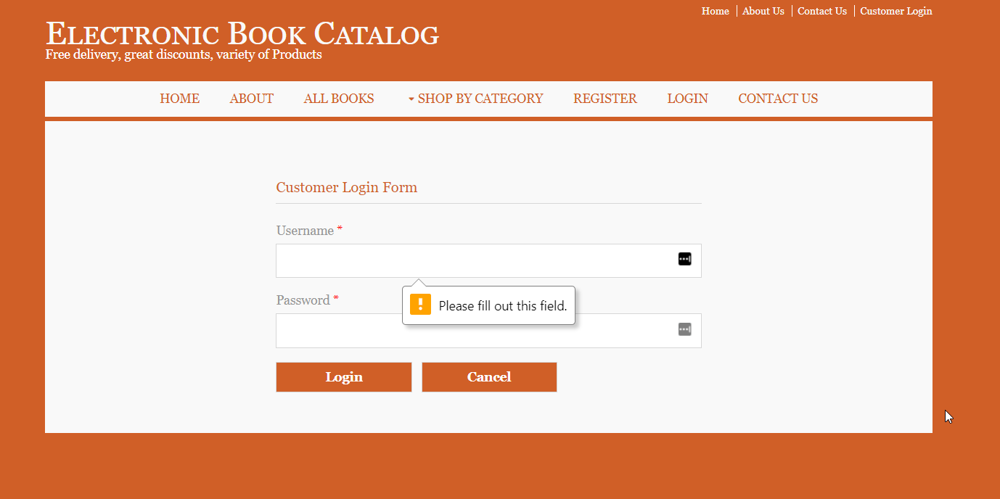 Home About Us Contact Us Customer Login
Electronic Book Catalog
Free delivery, great discounts, variety of Products
HOME ABOUT ALL BOOKS SHOP BY CATEGORY REGISTER LOGIN CONTACT US
Customer Login Form
Username *
Please fill out this field.
Password *
Login Cancel